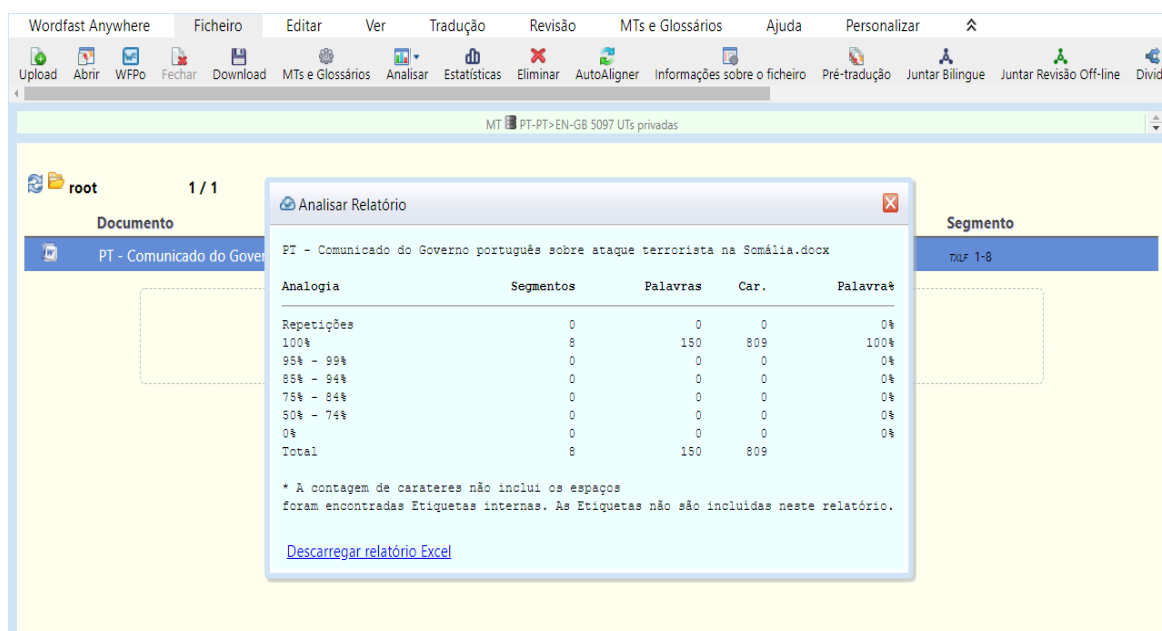 Wordfast Anywhere Ficheiro Editar Ver Tradução Revisão MTs e Glossários Ajuda Personalizar
Upload Abrir WFPo Fechar Download MTs e Glossários Analisar Estatísticas Eliminar AutoAligner Informações sobre o ficheiro Pré-tradução Juntar Bilingue Juntar Revisão Off-line Divid
MT PT-PT>EN-GB 5097 UTs privadas
root 1 / 1
Documento Segmento
PT - Comunicado do Gover TXLF 1-8
Analisar Relatório
PT - Comunicado do Governo português sobre ataque terrorista na Somália.docx
Analogia Segmentos Palavras Car. Palavra%
Repetições 0 0 0 0%
100% 8 150 809 100%
95% - 99% 0 0 0 0%
85% - 94% 0 0 0 0%
75% - 84% 0 0 0 0%
50% - 74% 0 0 0 0%
0% 0 0 0 0%
Total 8 150 809
* A contagem de carateres não inclui os espaços
foram encontradas Etiquetas internas. As Etiquetas não são incluídas neste relatório.
Descarregar relatório Excel